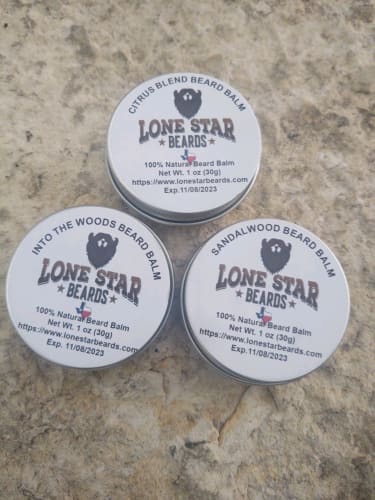 CITRUS BLEND BEARD BALM
LONE STAR
BEARDS
100% Natural Beard Balm
Net Wt. 1 oz (30g)
https://www.lonestarbeards.com
Exp.11/08/2023
INTO THE WOODS BEARD BALM
LONE STAR
BEARDS
100% Natural Beard Balm
Net Wt. 1 oz (30g)
https://www.lonestarbeards.com
Exp. 11/08/2023
SANDALWOOD BEARD BALM
LONE STAR
BEARDS
100% Natural Beard Balm
Net Wt. 1 oz (30g)
https://www.lonestarbeards.com
Exp. 11/08/2023